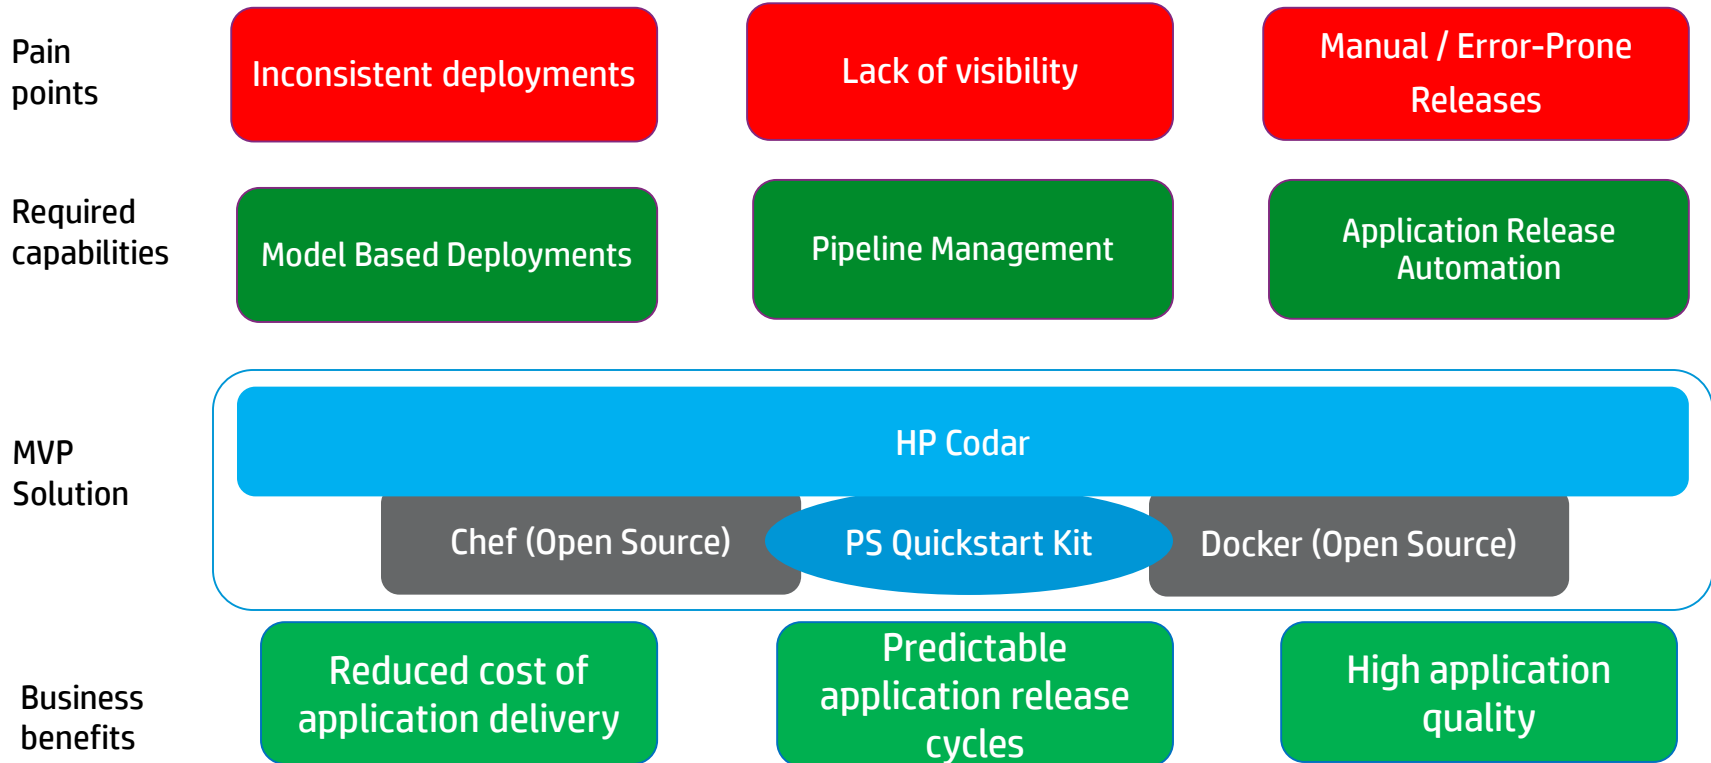 Pain
points
Inconsistent deployments
Lack of visibility
Manual / Error-Prone
Releases
Required
capabilities
Model Based Deployments
Pipeline Management
Application Release
Automation
MVP
Solution
HP Codar
Chef (Open Source)
PS Quickstart Kit
Docker (Open Source)
Business
benefits
Reduced cost of
application delivery
Predictable
application release
cycles
High application
quality